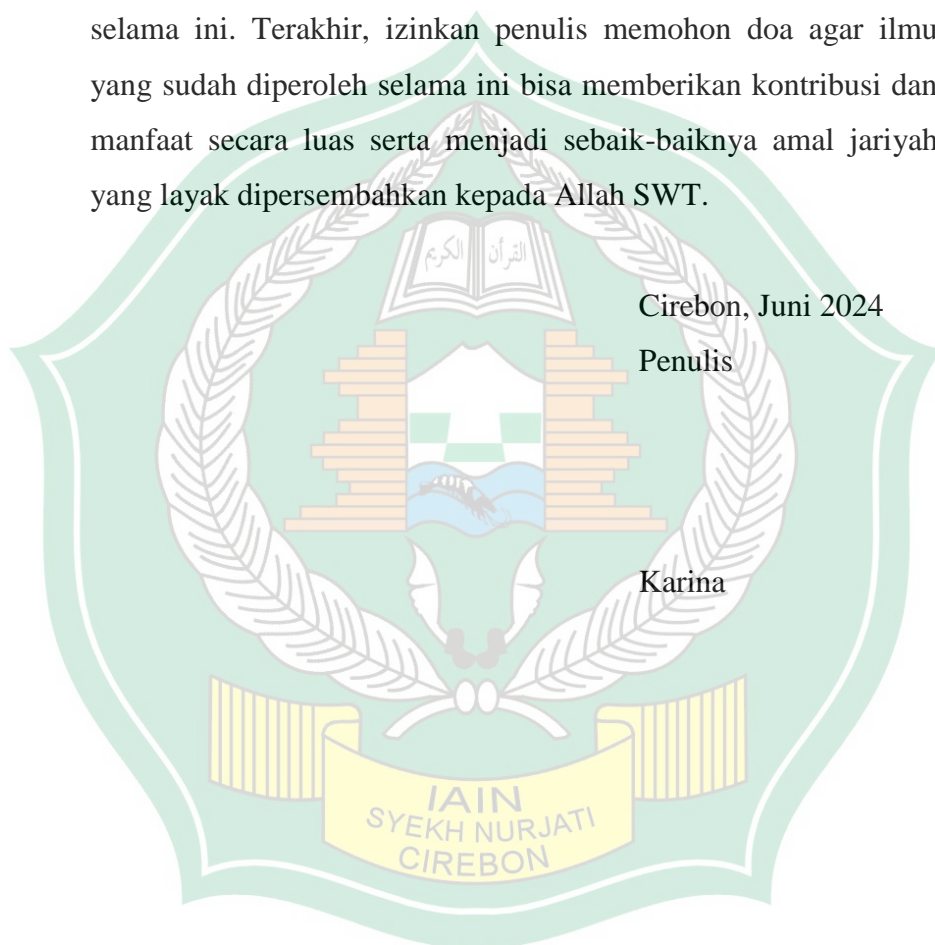 selama ini. Terakhir, izinkan penulis memohon doa agar ilmu
yang sudah diperoleh selama ini bisa memberikan kontribusi dan
manfaat secara luas serta menjadi sebaik-baiknya amal jariyah
yang layak dipersembahkan kepada Allah SWT.
القرأن الكريم
Cirebon, Juni 2024
Penulis
Karina
IAIN
SYEKH NURJATI
CIREBON